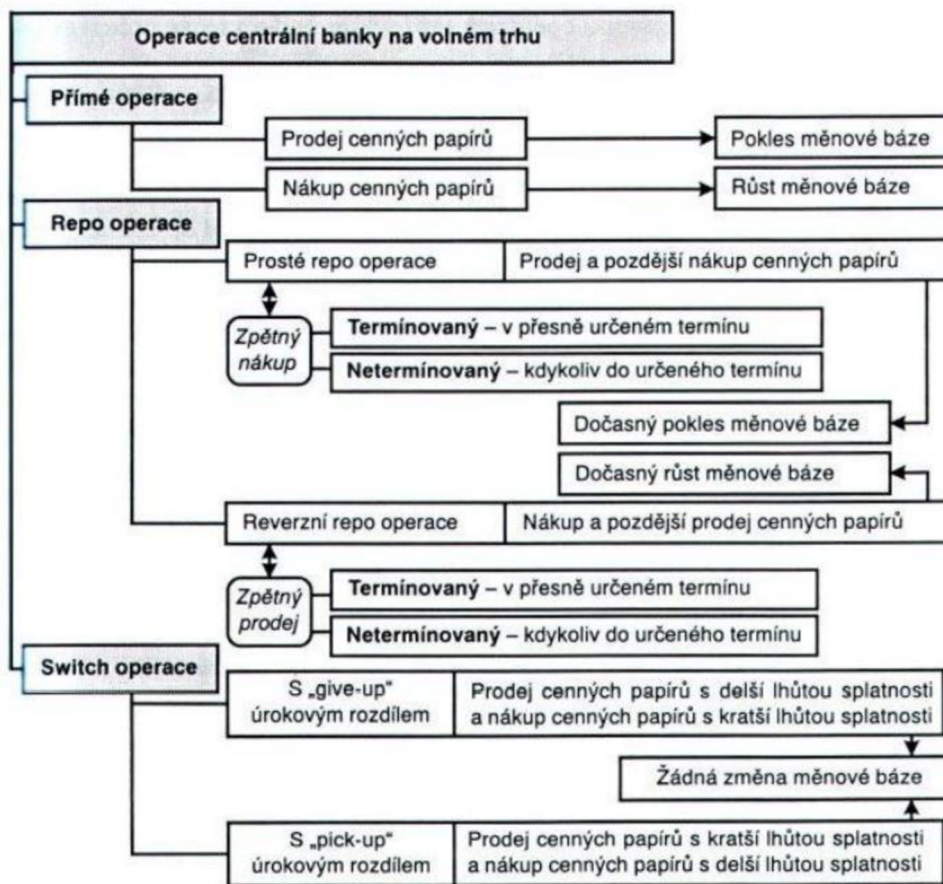 Operace centrální banky na volném trhu
Přímé operace
Prodej cenných papírů
Pokles měnové báze
Nákup cenných papírů
Růst měnové báze
Repo operace
Prosté repo operace
Prodej a pozdější nákup cenných papírů
Zpětný
nákup
Termínovaný – v přesně určeném termínu
Netermínovaný – kdykoliv do určeného termínu
Dočasný pokles měnové báze
Dočasný růst měnové báze
Reverzní repo operace
Nákup a pozdější prodej cenných papírů
Zpětný
prodej
Termínovaný – v přesně určeném termínu
Netermínovaný – kdykoliv do určeného termínu
Switch operace
S „give-up“
úrokovým rozdílem
Prodej cenných papírů s delší lhůtou splatnosti
a nákup cenných papírů s kratší lhůtou splatnosti
Žádná změna měnové báze
S „pick-up“
úrokovým rozdílem
Prodej cenných papírů s kratší lhůtou splatnosti
a nákup cenných papírů s delší lhůtou splatnosti